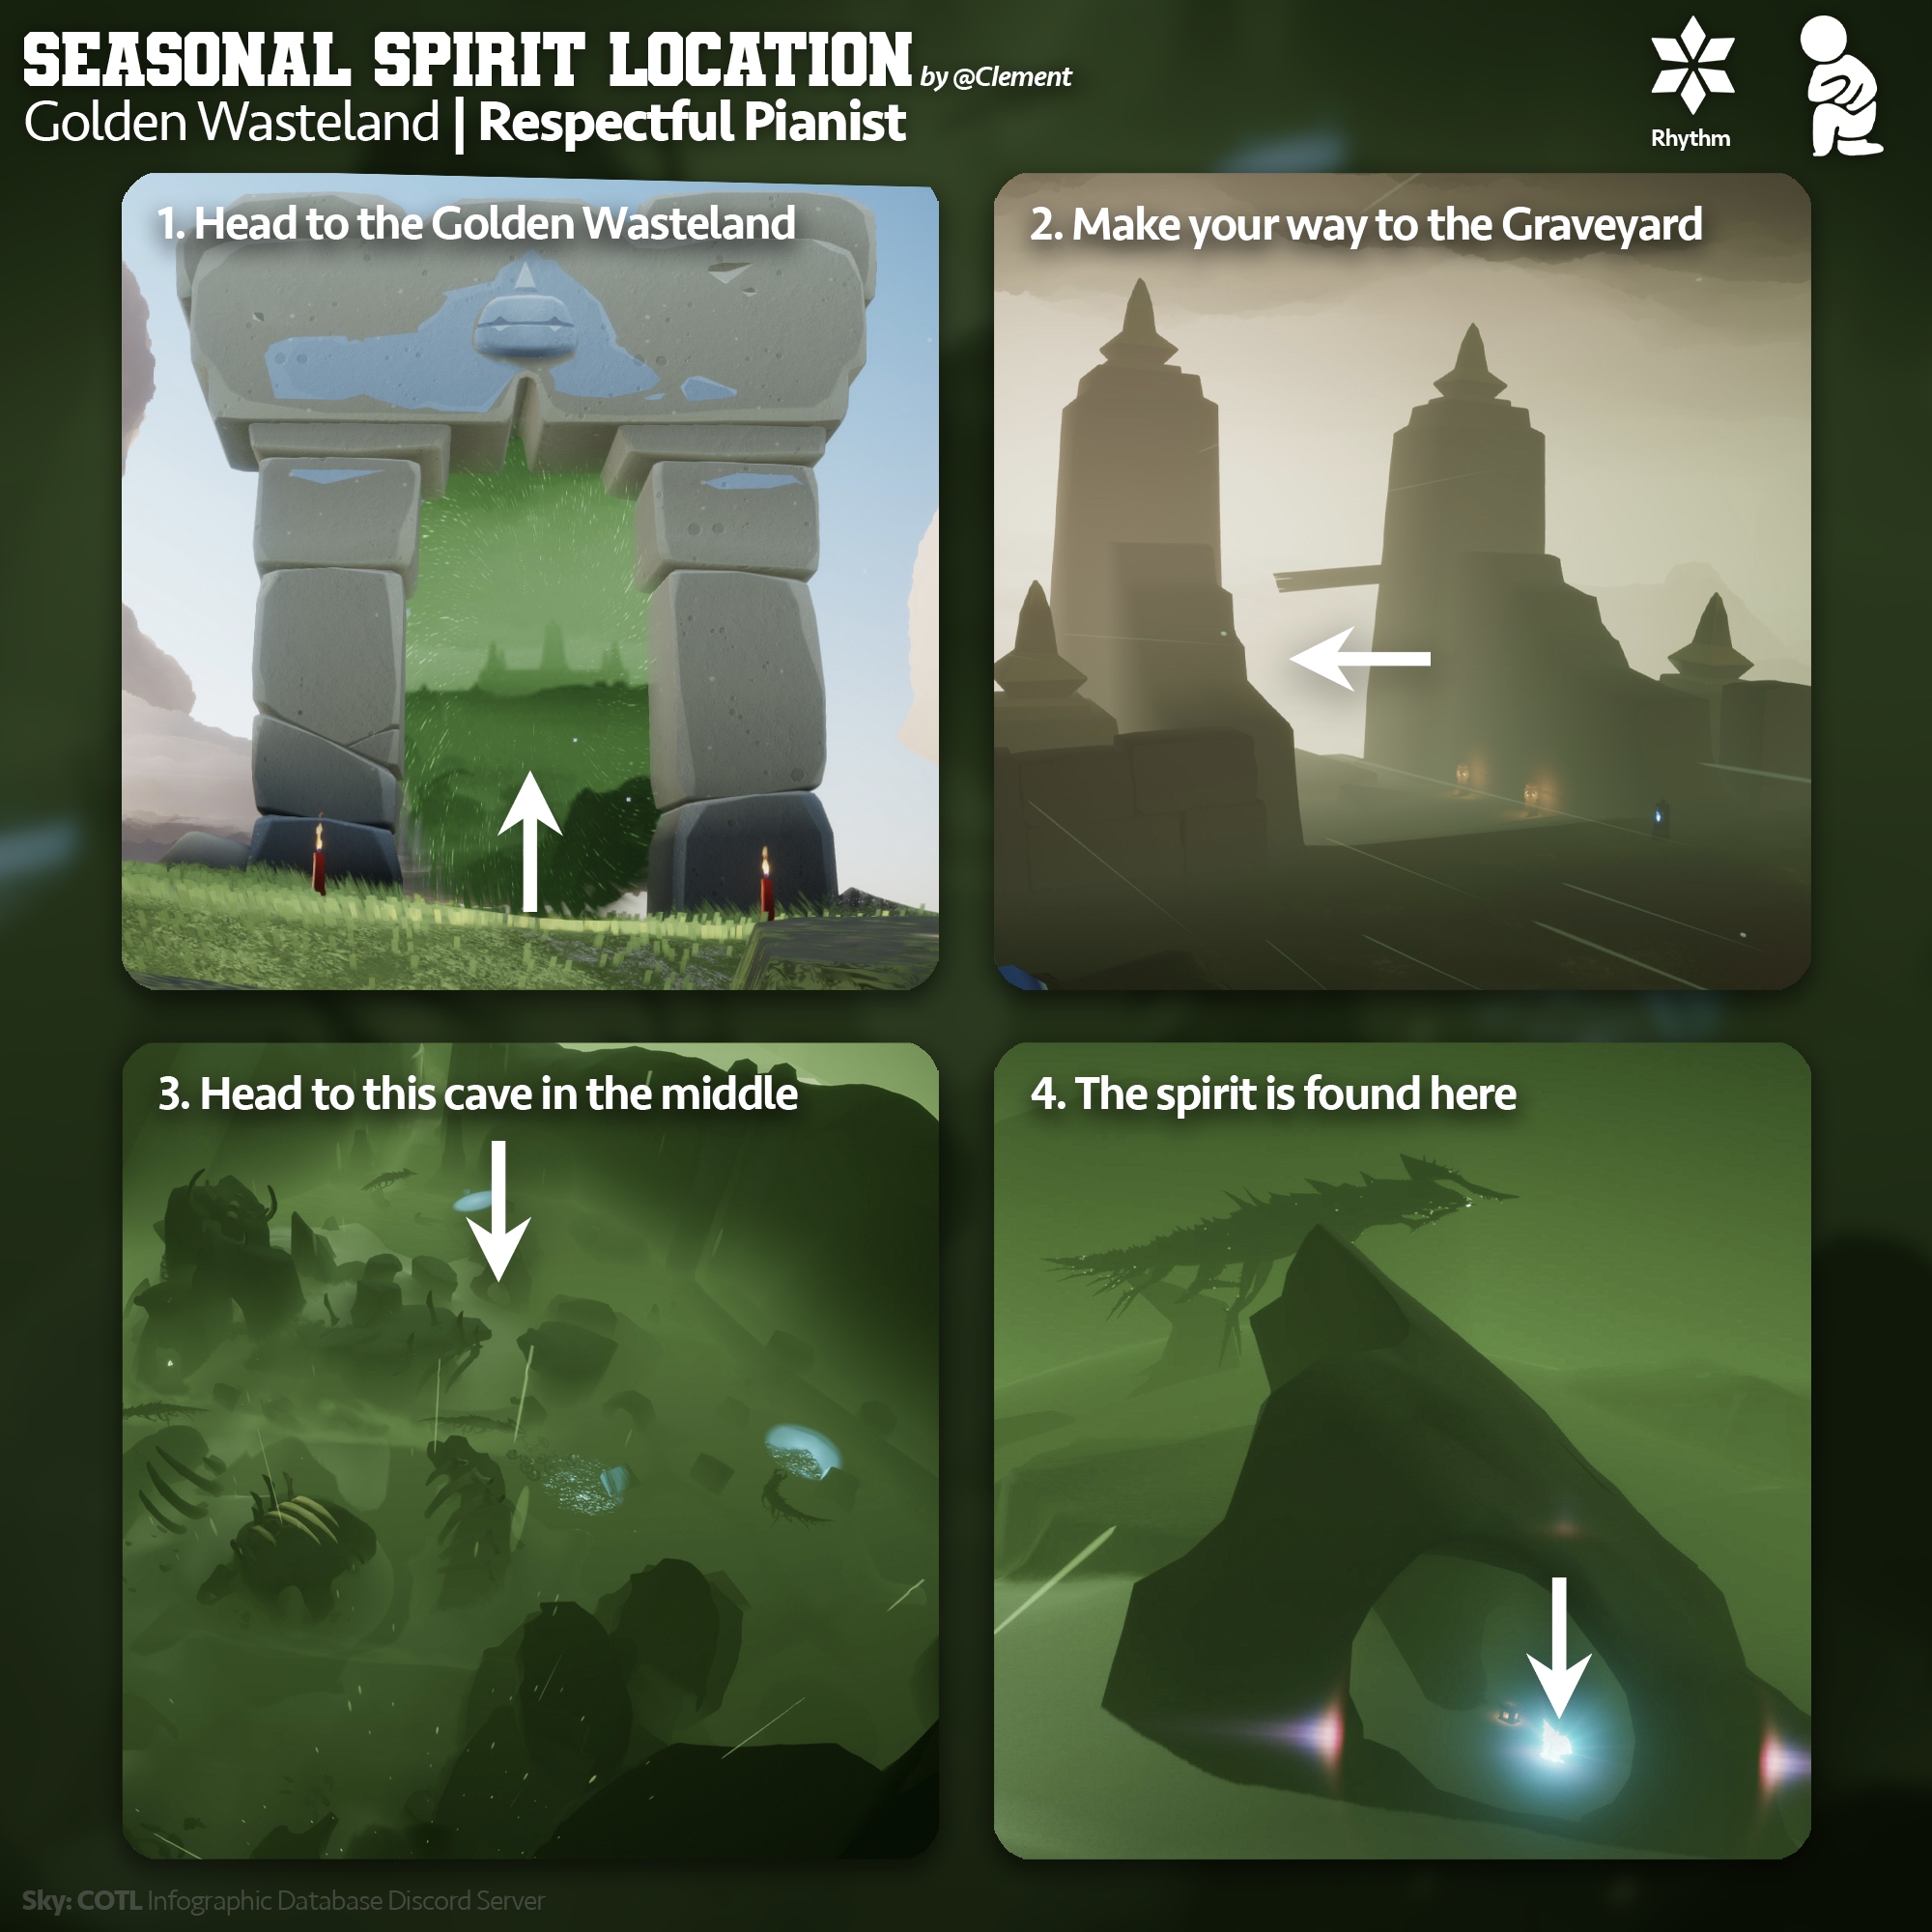 SEASONAL SPIRIT LOCATION by @Clement
Golden Wasteland | Respectful Pianist
Rhythm
1. Head to the Golden Wasteland
2. Make your way to the Graveyard
3. Head to this cave in the middle
4. The spirit is found here
Sky: COTL Infographic Database Discord Server